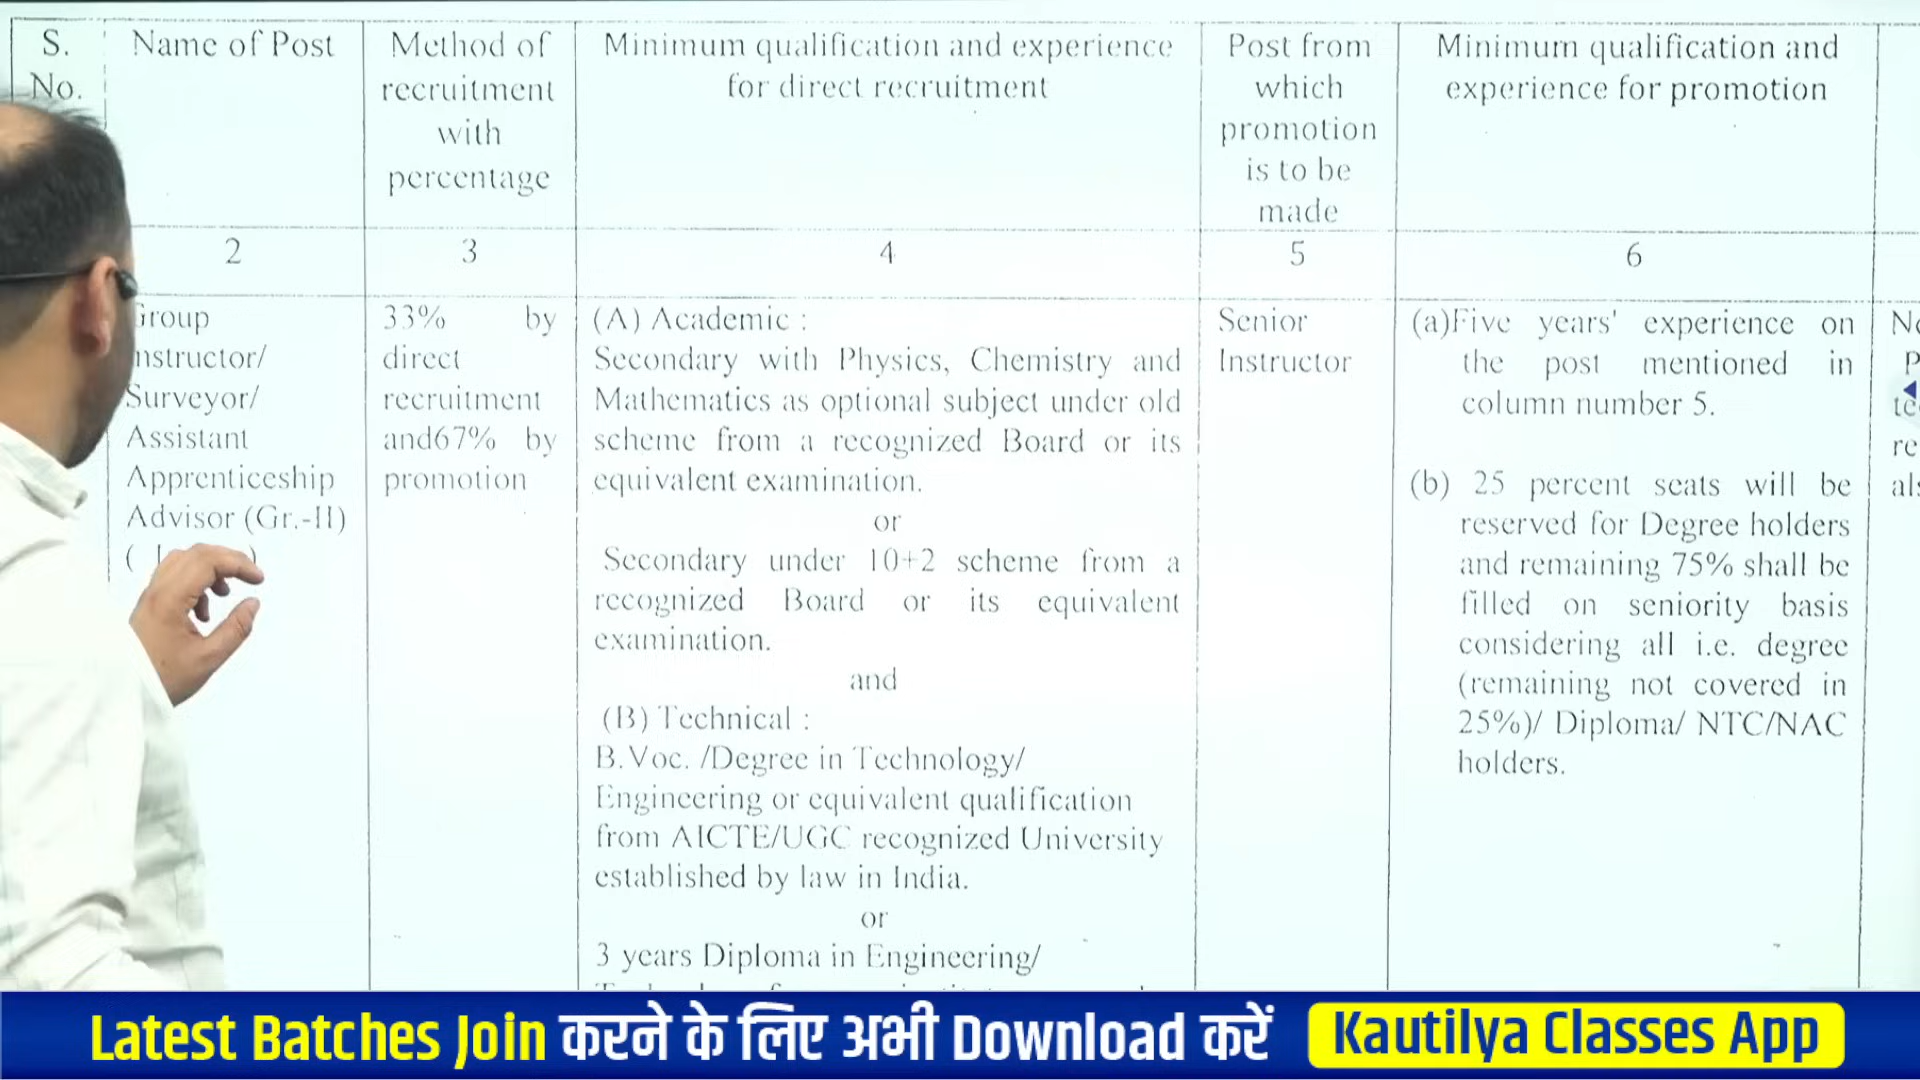 S.
No.
Name of Post
Method of
recruitment
with
percentage
Minimum qualification and experience
for direct recruitment
Post from
which
promotion
is to be
made
Minimum qualification and
experience for promotion
2
3
4
5
6
Group
Instructor/
Surveyor/
Assistant
Apprenticeship
Advisor (Gr.-II)
33% by
direct
recruitment
and67% by
promotion
(A) Academic :
Secondary with Physics, Chemistry and
Mathematics as optional subject under old
scheme from a recognized Board or its
equivalent examination.
or
Secondary under 10+2 scheme from a
recognized Board or its equivalent
examination.
and
(B) Technical :
B.Voc. /Degree in Technology/
Engineering or equivalent qualification
from AICTE/UGC recognized University
established by law in India.
or
3 years Diploma in Engineering/
Senior
Instructor
(a)Five years' experience on
the post mentioned in
column number 5.
(b) 25 percent seats will be
reserved for Degree holders
and remaining 75% shall be
filled on seniority basis
considering all i.e. degree
(remaining not covered in
25%)/ Diploma/ NTC/NAC
holders.
Latest Batches Join करने के लिए अभी Download करें
Kautilya Classes App